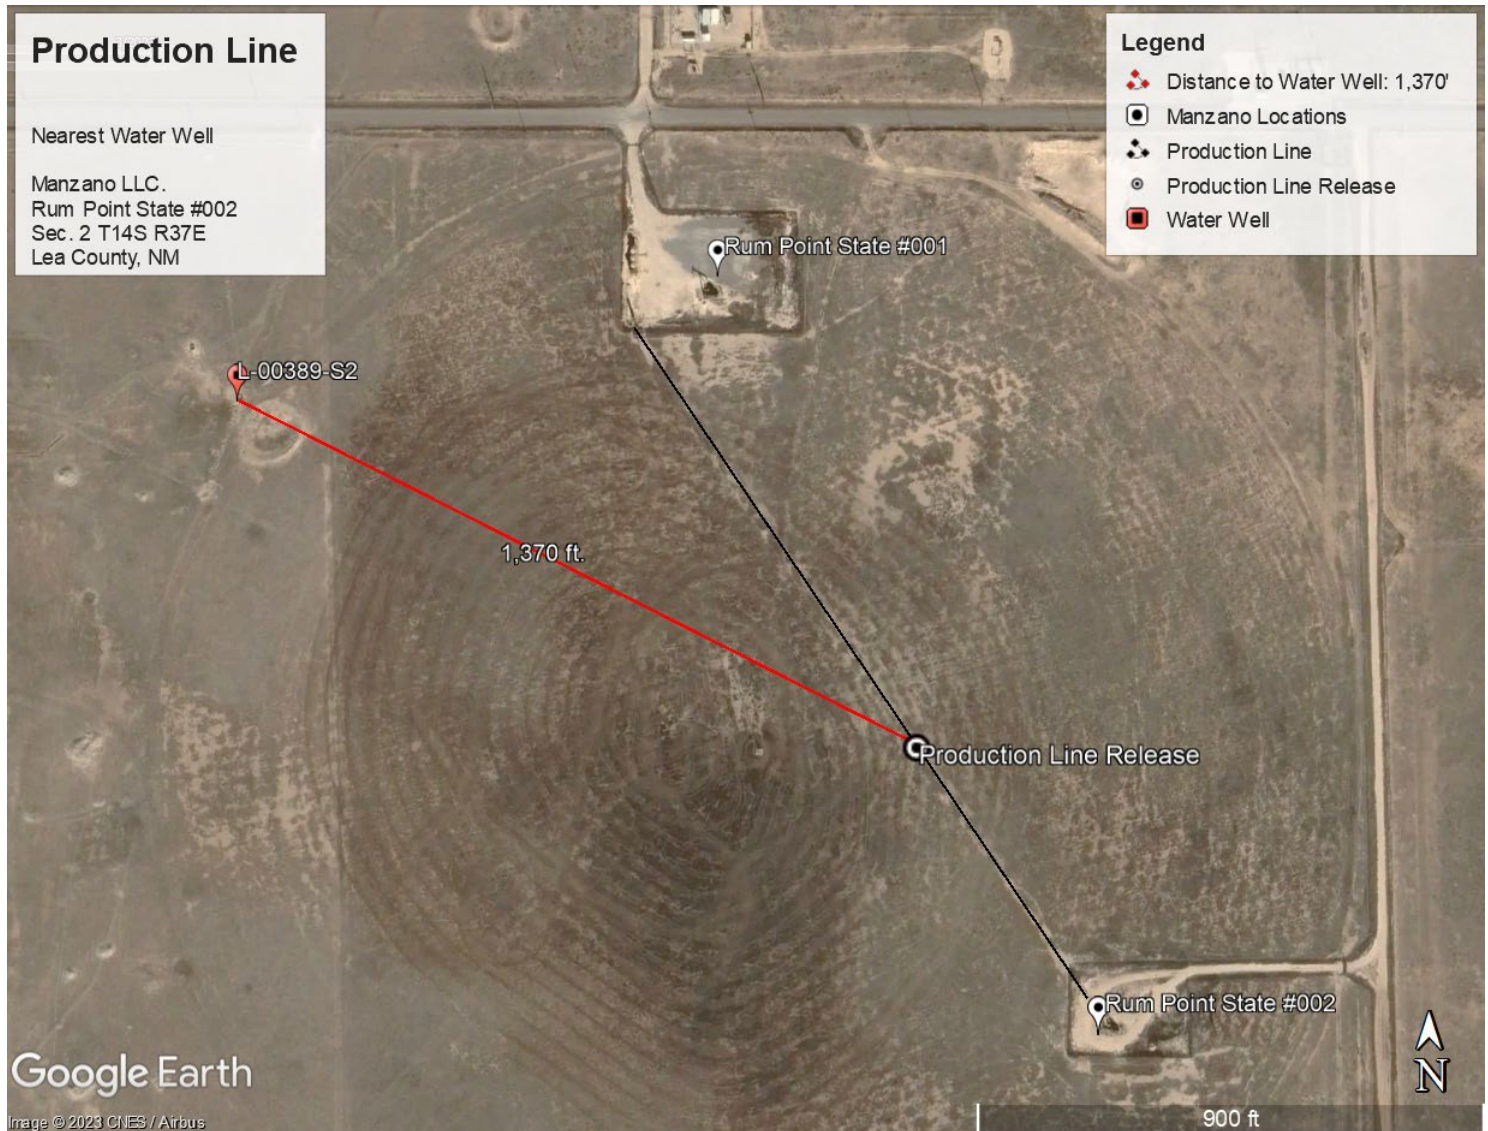 Production Line
Nearest Water Well
Manzano LLC.
Rum Point State #002
Sec. 2 T14S R37E
Lea County, NM
Legend
Distance to Water Well: 1,370'
Manzano Locations
Production Line
Production Line Release
Water Well
Rum Point State #001
L-00389-S2
1,370 ft.
Production Line Release
Rum Point State #002
N
Google Earth
Image © 2023 CNES / Airbus
900 ft